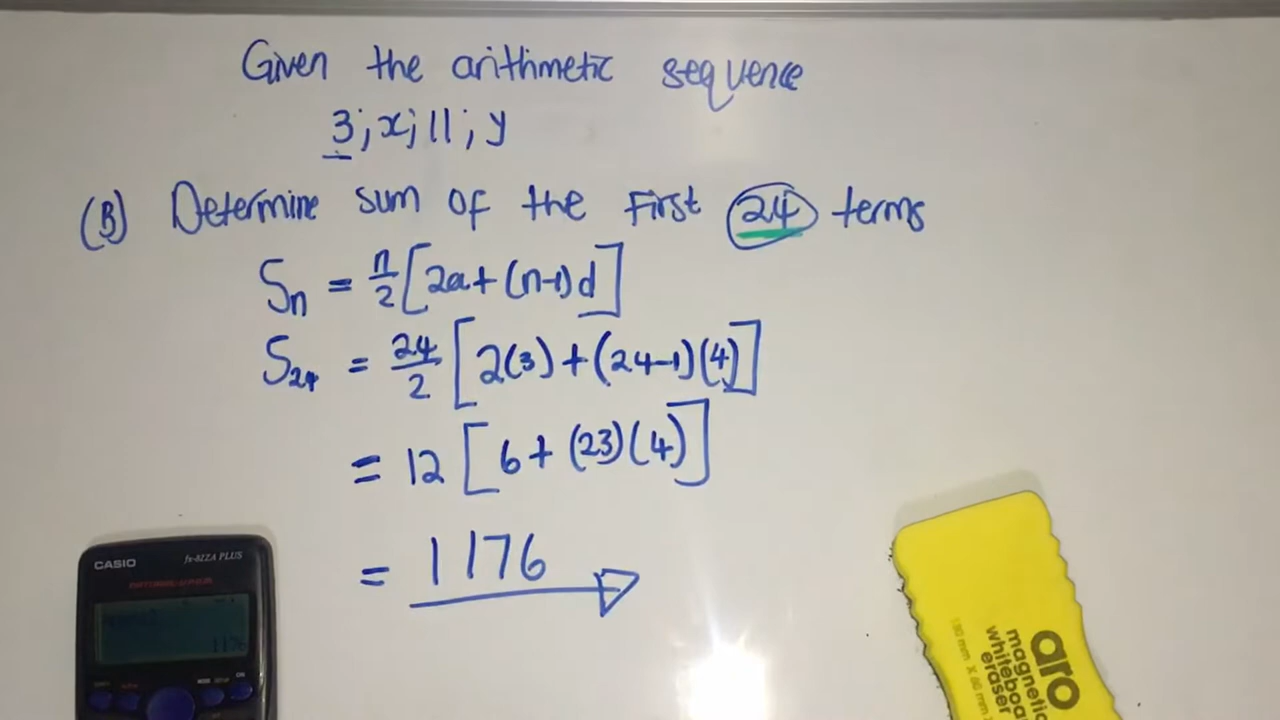 Given the arithmetic sequence
3;x;11;y
(B) Determine sum of the first 24 terms
Sn = n/2 [2a + (n-1)d]
S24 = 24/2 [2(3) + (24-1)(4)]
= 12 [6 + (23)(4)]
= 1176
CASIO fx-82ZA PLUS
1176
aro
magnetic
whiteboard
eraser